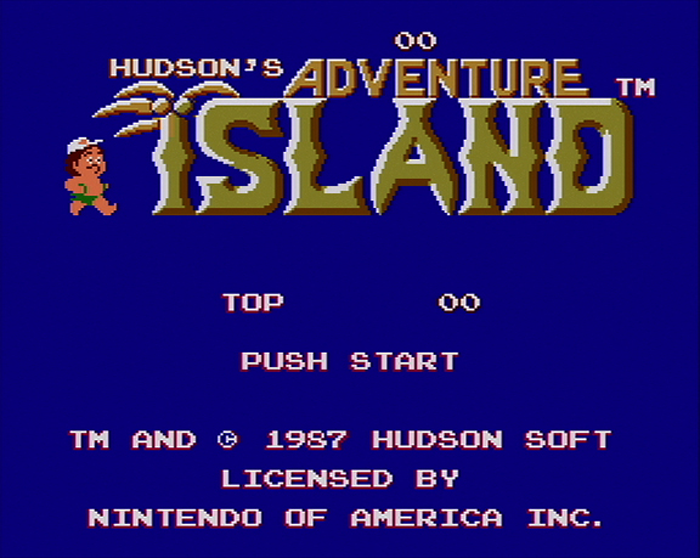 00
HUDSON'S ADVENTURE
ISLAND TM
TOP 00
PUSH START
TM AND © 1987 HUDSON SOFT
LICENSED BY
NINTENDO OF AMERICA INC.